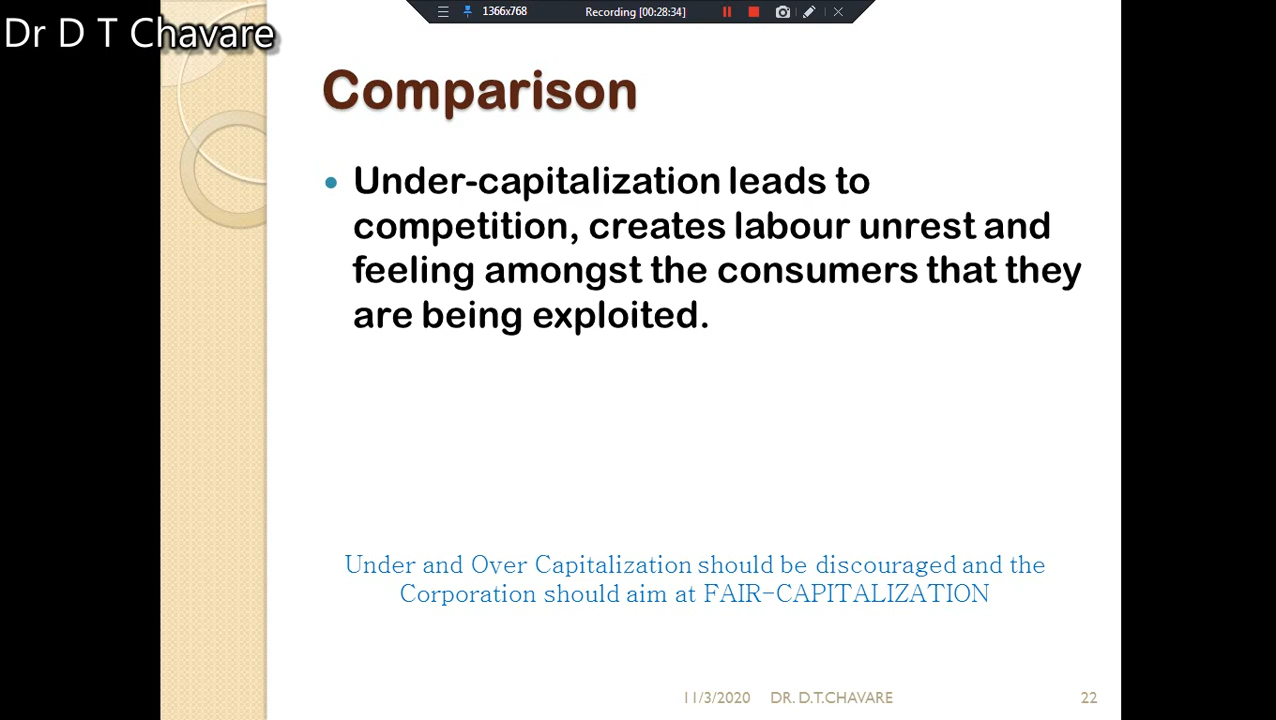 1366x768 Recording [00:28:34]
Dr D T Chavare
Comparison
• Under-capitalization leads to
competition, creates labour unrest and
feeling amongst the consumers that they
are being exploited.
Under and Over Capitalization should be discouraged and the
Corporation should aim at FAIR-CAPITALIZATION
11/3/2020 DR. D.T.CHAVARE 22